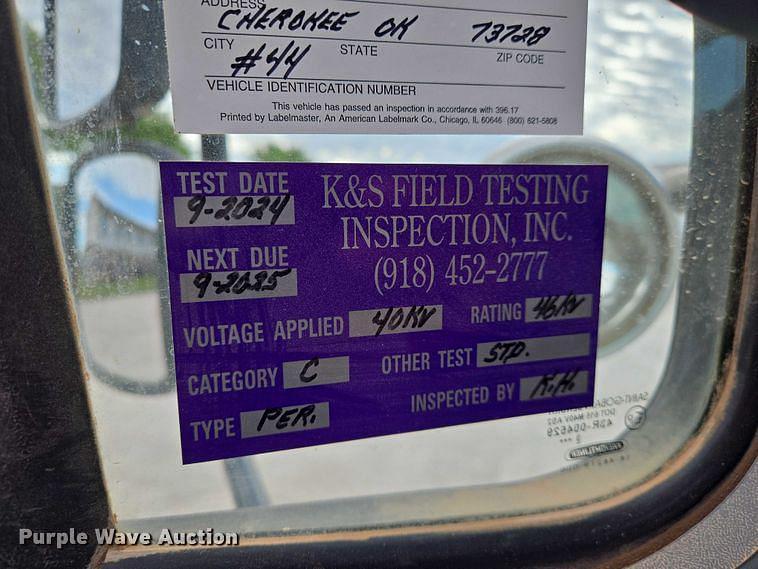 ADDRESS
CHEROKEE OK 73728
CITY STATE ZIP CODE
#44
VEHICLE IDENTIFICATION NUMBER
This vehicle has passed an inspection in accordance with 396.17
Printed by Labelmaster, An American Labelmark Co., Chicago, IL 60646 (800) 621-5808
TEST DATE
9-2024
NEXT DUE
9-2025
K&S FIELD TESTING
INSPECTION, INC.
(918) 452-2777
VOLTAGE APPLIED 40KV RATING 46KV
CATEGORY C OTHER TEST STD.
TYPE PER. INSPECTED BY K.H.
Purple Wave Auction